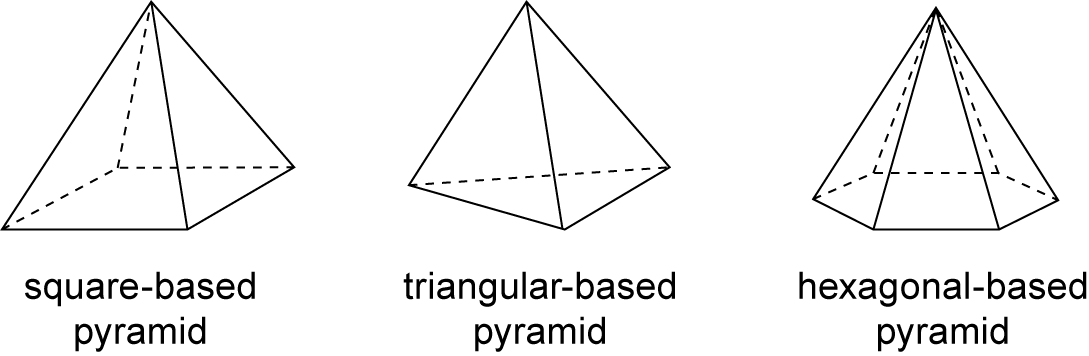 square-based
pyramid
triangular-based
pyramid
hexagonal-based
pyramid